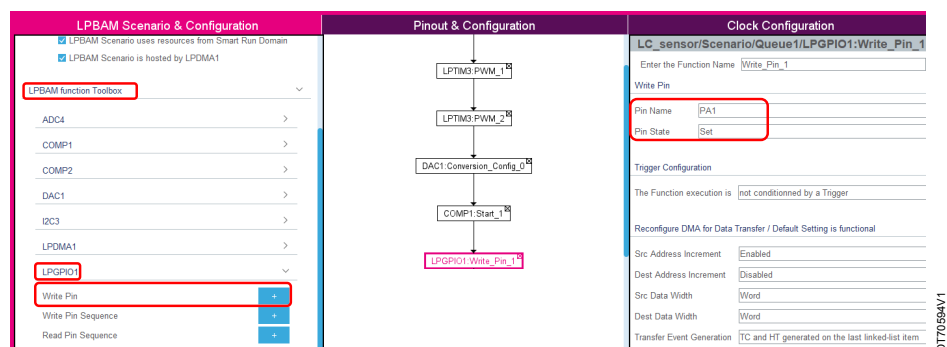 LPBAM Scenario & Configuration
Pinout & Configuration
Clock Configuration
LPBAM Scenario uses resources from Smart Run Domain
LPBAM Scenario is hosted by LPDMA1
LPBAM function Toolbox
ADC4
COMP1
COMP2
DAC1
I2C3
LPDMA1
LPGPIO1
Write Pin +
Write Pin Sequence +
Read Pin Sequence +
LPTIM3:PWM_1
LPTIM3:PWM_2
DAC1:Conversion_Config_0
COMP1:Start_1
LPGPIO1:Write_Pin_1
LC_sensor/Scenario/Queue1/LPGPIO1:Write_Pin_1
Enter the Function Name Write_Pin_1
Write Pin
Pin Name PA1
Pin State Set
Trigger Configuration
The Function execution is not conditionned by a Trigger
Reconfigure DMA for Data Transfer / Default Setting is functional
Src Address Increment Enabled
Dest Address Increment Disabled
Src Data Width Word
Dest Data Width Word
Transfer Event Generation TC and HT generated on the last linked-list item
DT70594V1